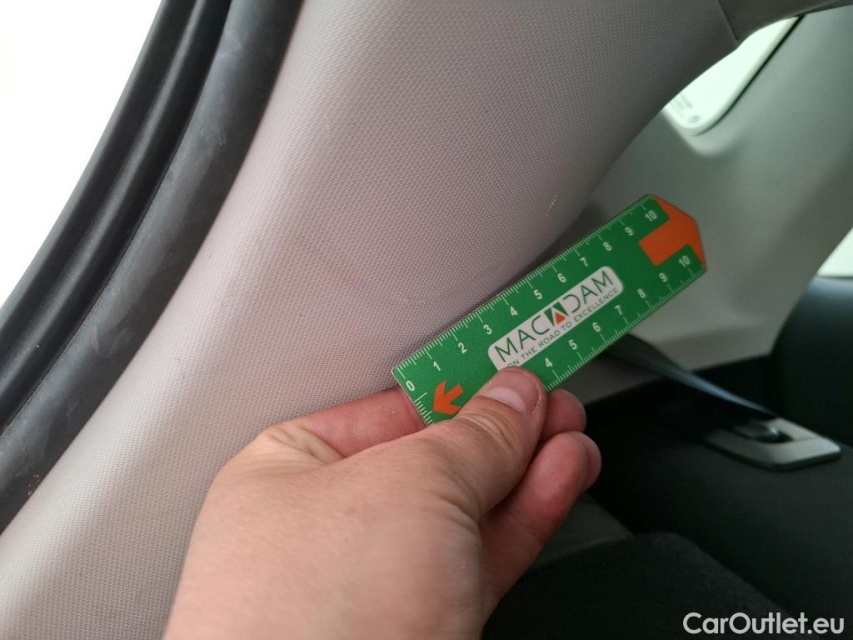 0 1 2 3 4 5 6 7 8 9 10
MACADAM
ON THE ROAD TO EXCELLENCE
4 5 6 7 8 9 10
CarOutlet.eu